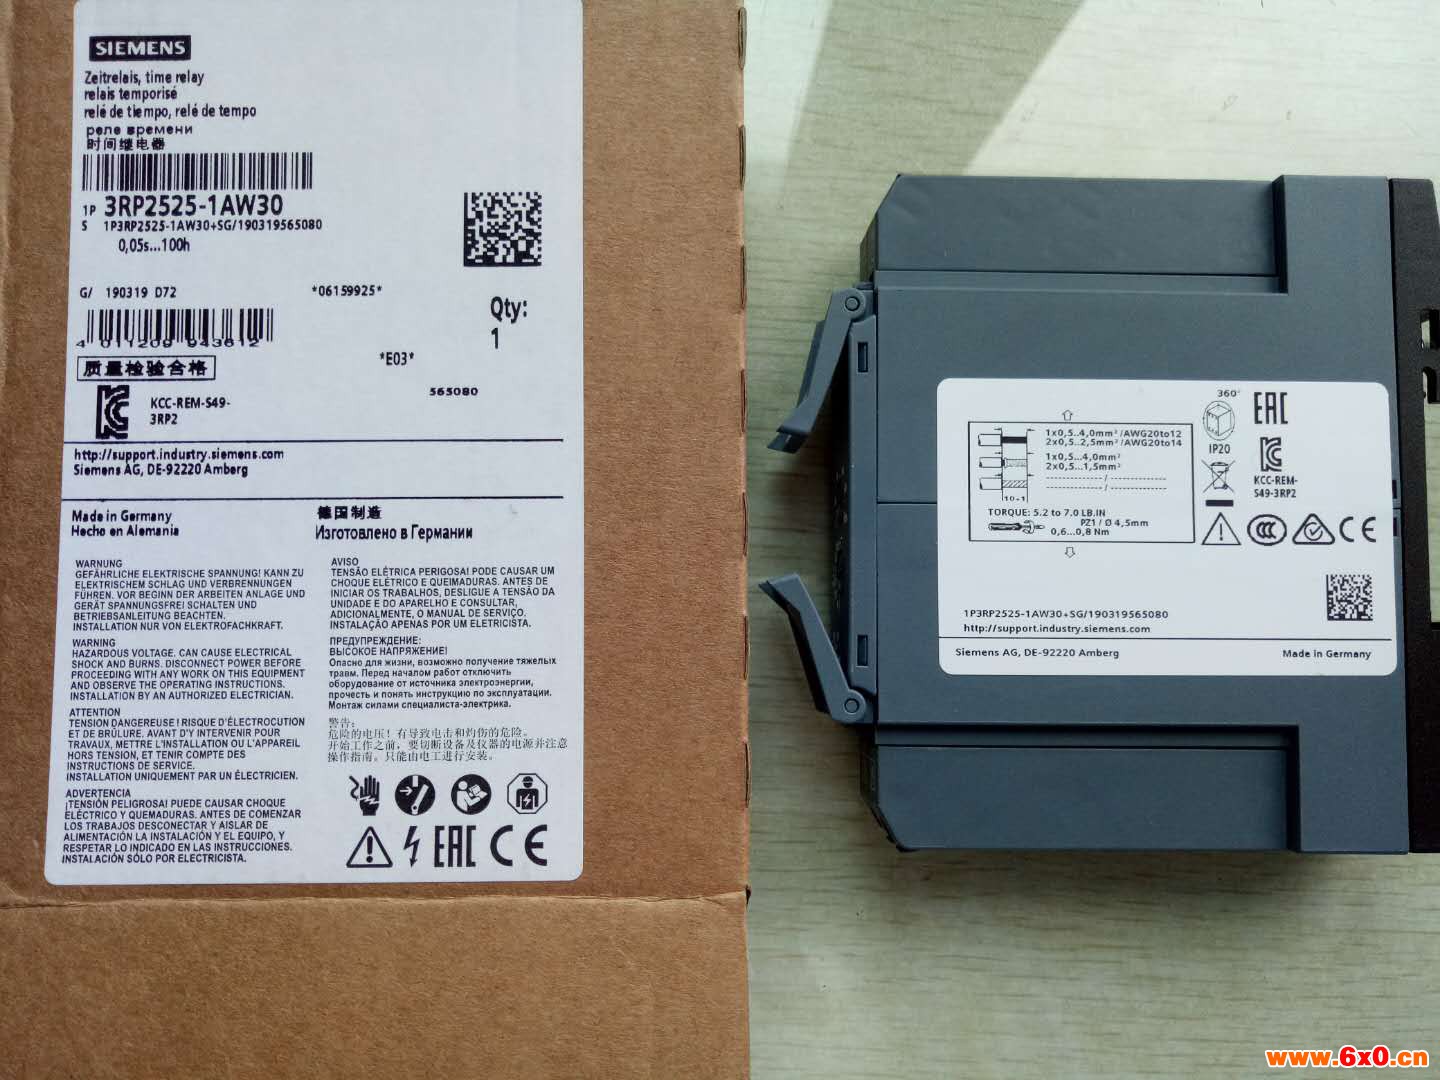 SIEMENS
Zeitrelais, time relay
relais temporisé
relé de tiempo, relé de tempo
реле времени
时间继电器
1P 3RP2525-1AW30
S 1P3RP2525-1AW30+SG/190319565080
0,05s...100h
G/ 190319 D72
*06159925*
Qty:
1
4 011209 943612
*E03*
质量检验合格
565080
KCC-REM-S49-
3RP2
http://support.industry.siemens.com
Siemens AG, DE-92220 Amberg
Made in Germany
Hecho en Alemania
德国制造
Изготовлено в Германии
WARNUNG
GEFÄHRLICHE ELEKTRISCHE SPANNUNG! KANN ZU
ELEKTRISCHEM SCHLAG UND VERBRENNUNGEN
FÜHREN. VOR BEGINN DER ARBEITEN ANLAGE UND
GERÄT SPANNUNGSFREI SCHALTEN UND
BETRIEBSANLEITUNG BEACHTEN.
INSTALLATION NUR VON ELEKTROFACHKRAFT.
WARNING
HAZARDOUS VOLTAGE. CAN CAUSE ELECTRICAL
SHOCK AND BURNS. DISCONNECT POWER BEFORE
PROCEEDING WITH ANY WORK ON THIS EQUIPMENT
AND OBSERVE THE OPERATING INSTRUCTIONS.
INSTALLATION BY AN AUTHORIZED ELECTRICIAN.
ATTENTION
TENSION DANGEREUSE ! RISQUE D'ÉLECTROCUTION
ET DE BRÛLURE. AVANT D'Y INTERVENIR POUR
TRAVAUX, METTRE L'INSTALLATION OU L'APPAREIL
HORS TENSION, ET TENIR COMPTE DES
INSTRUCTIONS DE SERVICE.
INSTALLATION UNIQUEMENT PAR UN ÉLECTRICIEN.
ADVERTENCIA
¡TENSIÓN PELIGROSA! PUEDE CAUSAR CHOQUE
ELÉCTRICO Y QUEMADURAS. ANTES DE COMENZAR
LOS TRABAJOS DESCONECTAR Y AISLAR DE
ALIMENTACIÓN LA INSTALACIÓN Y EL EQUIPO, Y
RESPETAR LO INDICADO EN LAS INSTRUCCIONES.
INSTALACIÓN SÓLO POR ELECTRICISTA.
AVISO
TENSÃO ELÉTRICA PERIGOSA! PODE CAUSAR UM
CHOQUE ELÉTRICO E QUEIMADURAS. ANTES DE
INICIAR OS TRABALHOS, DESLIGUE A TENSÃO DA
UNIDADE E DO APARELHO E CONSULTAR,
ADICIONALMENTE, O MANUAL DE SERVIÇO.
INSTALAÇÃO APENAS POR UM ELETRICISTA.
ПРЕДУПРЕЖДЕНИЕ:
ВЫСОКОЕ НАПРЯЖЕНИЕ!
Опасно для жизни, возможно получение тяжелых
травм. Перед началом работ отключить
оборудование от источника электроэнергии,
прочесть и понять инструкцию по эксплуатации.
Монтаж силами специалиста-электрика.
警告:
危险的电压! 有导致电击和灼伤的危险。
开始工作之前, 要切断设备及仪器的电源并注意
操作指南。只能由电工进行安装。
EAC CE
1x0,5...4,0mm²/AWG20to12
2x0,5...2,5mm²/AWG20to14
1x0,5...4,0mm²
2x0,5...1,5mm²
10+1
TORQUE: 5.2 to 7.0 LB.IN
PZ1 / Ø 4,5mm
0,6...0,8 Nm
360°
IP20
EAC
KCC-REM-
S49-3RP2
CCC
CE
1P3RP2525-1AW30+SG/190319565080
http://support.industry.siemens.com
Siemens AG, DE-92220 Amberg
Made in Germany
www.6x0.cn